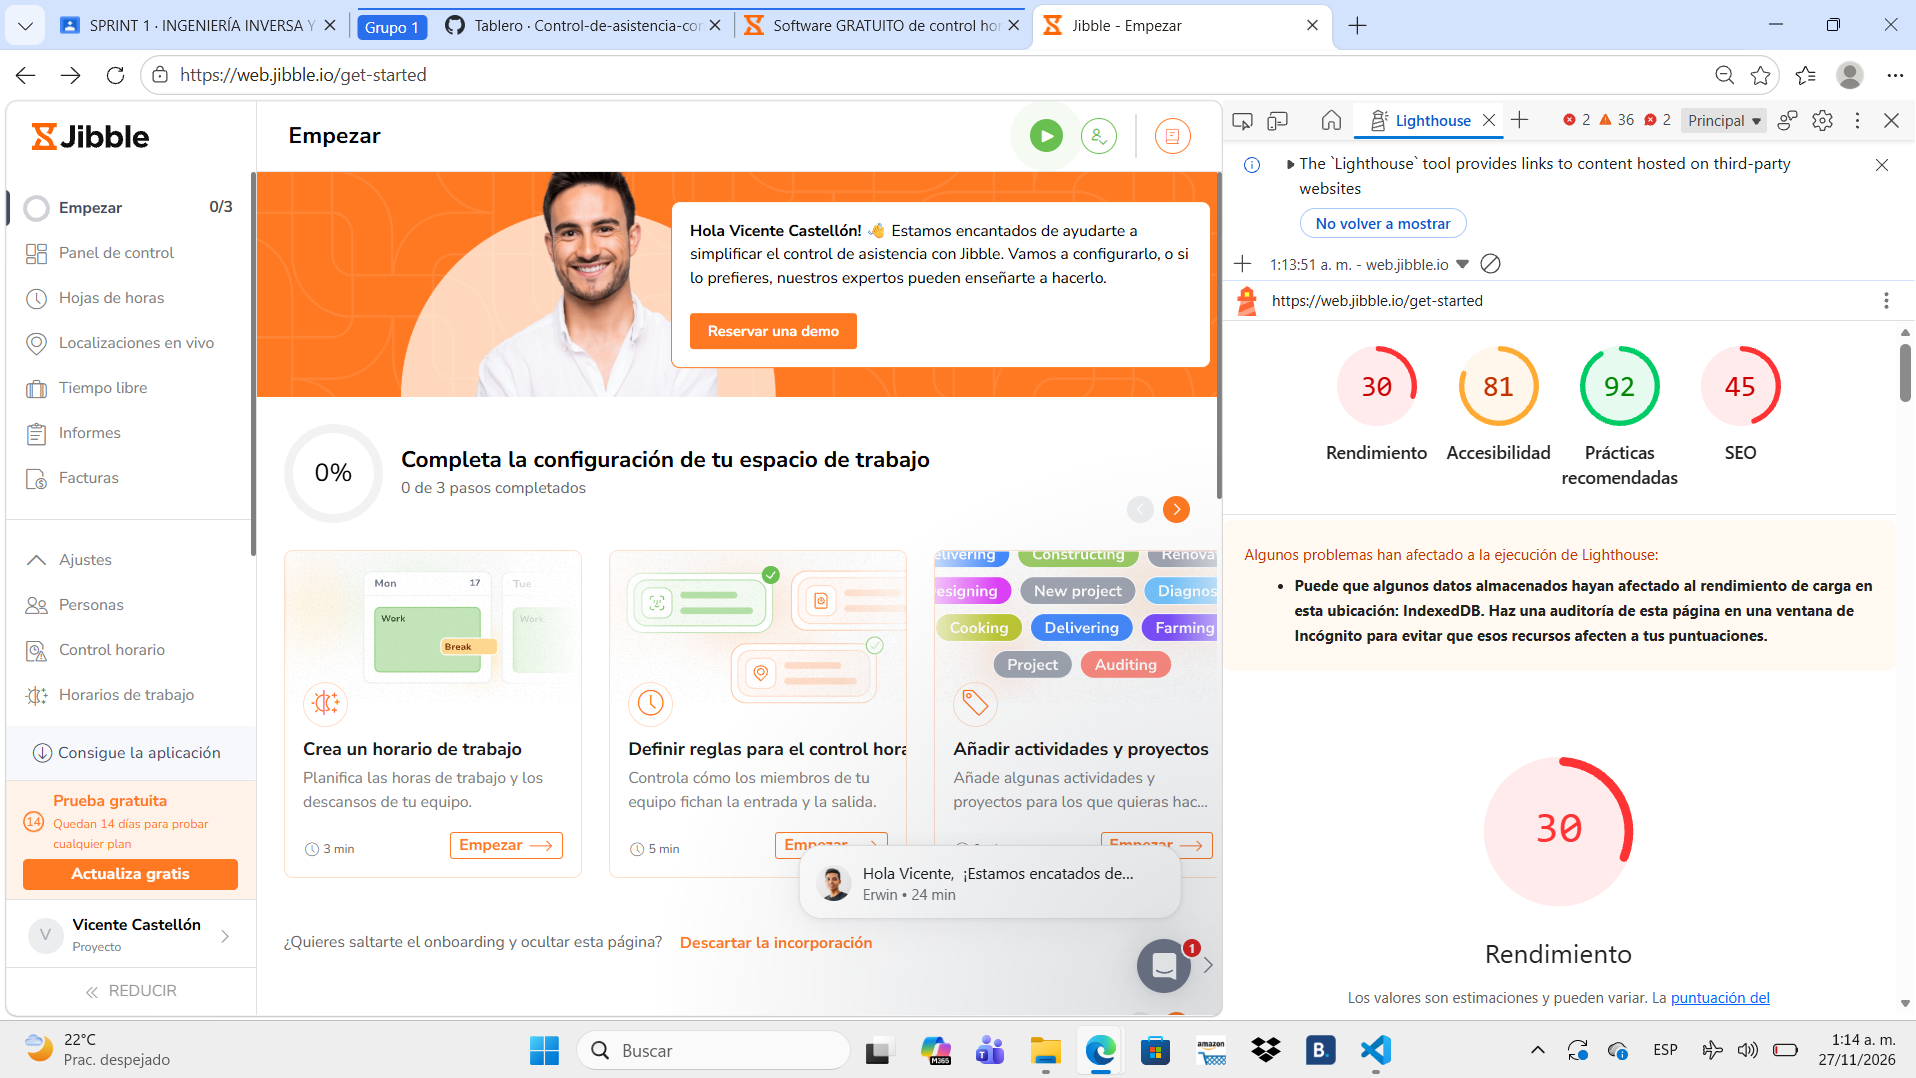 SPRINT 1 · INGENIERÍA INVERSA Y
Grupo 1
Tablero · Control-de-asistencia-con
Software GRATUITO de control hor
Jibble - Empezar
https://web.jibble.io/get-started
Jibble
Empezar
0/3
Panel de control
Hojas de horas
Localizaciones en vivo
Tiempo libre
Informes
Facturas
Ajustes
Personas
Control horario
Horarios de trabajo
Consigue la aplicación
Prueba gratuita
14
Quedan 14 días para probar
cualquier plan
Actualiza gratis
V
Vicente Castellón
Proyecto
REDUCIR
Empezar
Hola Vicente Castellón! 👋 Estamos encantados de ayudarte a
simplificar el control de asistencia con Jibble. Vamos a configurarlo, o si
lo prefieres, nuestros expertos pueden enseñarte a hacerlo.
Reservar una demo
0%
Completa la configuración de tu espacio de trabajo
0 de 3 pasos completados
Mon 17
Tue
Work
Work
Break
Crea un horario de trabajo
Planifica las horas de trabajo y los
descansos de tu equipo.
3 min
Empezar
Definir reglas para el control hora
Controla cómo los miembros de tu
equipo fichan la entrada y la salida.
5 min
Empezar
elivering
Constructing
Renova
esigning
New project
Diagnos
Cooking
Delivering
Farming
Project
Auditing
Añadir actividades y proyectos
Añade algunas actividades y
proyectos para los que quieras hac...
Empezar
Hola Vicente, ¡Estamos encatados de...
Erwin • 24 min
1
¿Quieres saltarte el onboarding y ocultar esta página?
Descartar la incorporación
Lighthouse
2
36
2
Principal
The `Lighthouse` tool provides links to content hosted on third-party
websites
No volver a mostrar
1:13:51 a. m. - web.jibble.io
https://web.jibble.io/get-started
30
81
92
45
Rendimiento
Accesibilidad
Prácticas
recomendadas
SEO
Algunos problemas han afectado a la ejecución de Lighthouse:
• Puede que algunos datos almacenados hayan afectado al rendimiento de carga en
esta ubicación: IndexedDB. Haz una auditoría de esta página en una ventana de
Incógnito para evitar que esos recursos afecten a tus puntuaciones.
30
Rendimiento
Los valores son estimaciones y pueden variar. La puntuación del
22°C
Prac. despejado
Buscar
M365
amazon
B.
ESP
1:14 a. m.
27/11/2026